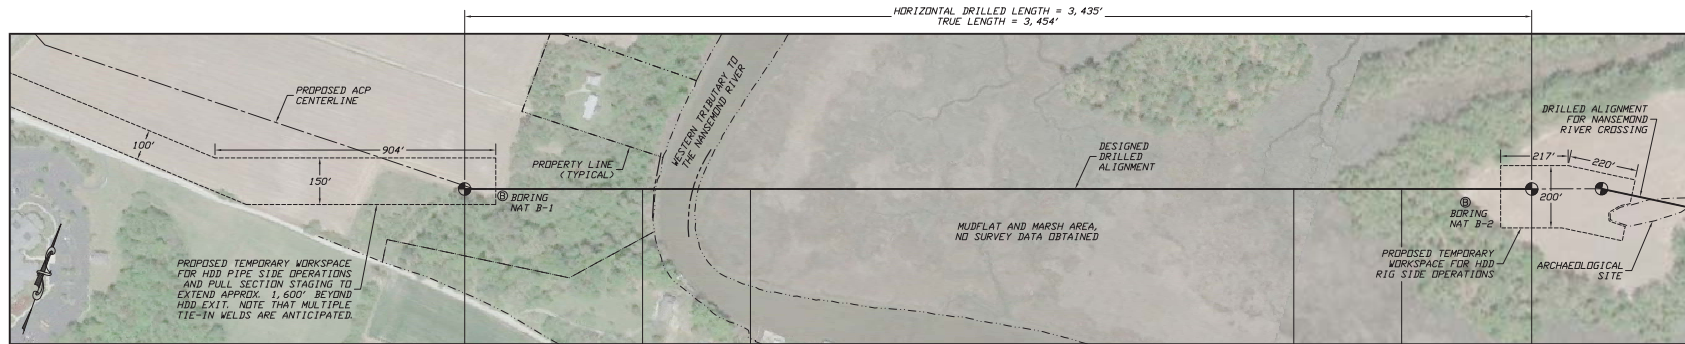 HORIZONTAL DRILLED LENGTH = 3,435'
TRUE LENGTH = 3,454'
PROPOSED ACP
CENTERLINE
100'
904'
150'
PROPERTY LINE
(TYPICAL)
Ⓑ BORING
NAT B-1
PROPOSED TEMPORARY WORKSPACE
FOR HDD PIPE SIDE OPERATIONS
AND PULL SECTION STAGING TO
EXTEND APPROX. 1,600' BEYOND
HDD EXIT. NOTE THAT MULTIPLE
TIE-IN WELDS ARE ANTICIPATED.
WESTERN TRIBUTARY TO
THE NANSEMOND RIVER
DESIGNED
DRILLED
ALIGNMENT
MUDFLAT AND MARSH AREA,
NO SURVEY DATA OBTAINED
DRILLED ALIGNMENT
FOR NANSEMOND
RIVER CROSSING
217'
220'
200'
Ⓑ
BORING
NAT B-2
PROPOSED TEMPORARY
WORKSPACE FOR HDD
RIG SIDE OPERATIONS
ARCHAEOLOGICAL
SITE
N